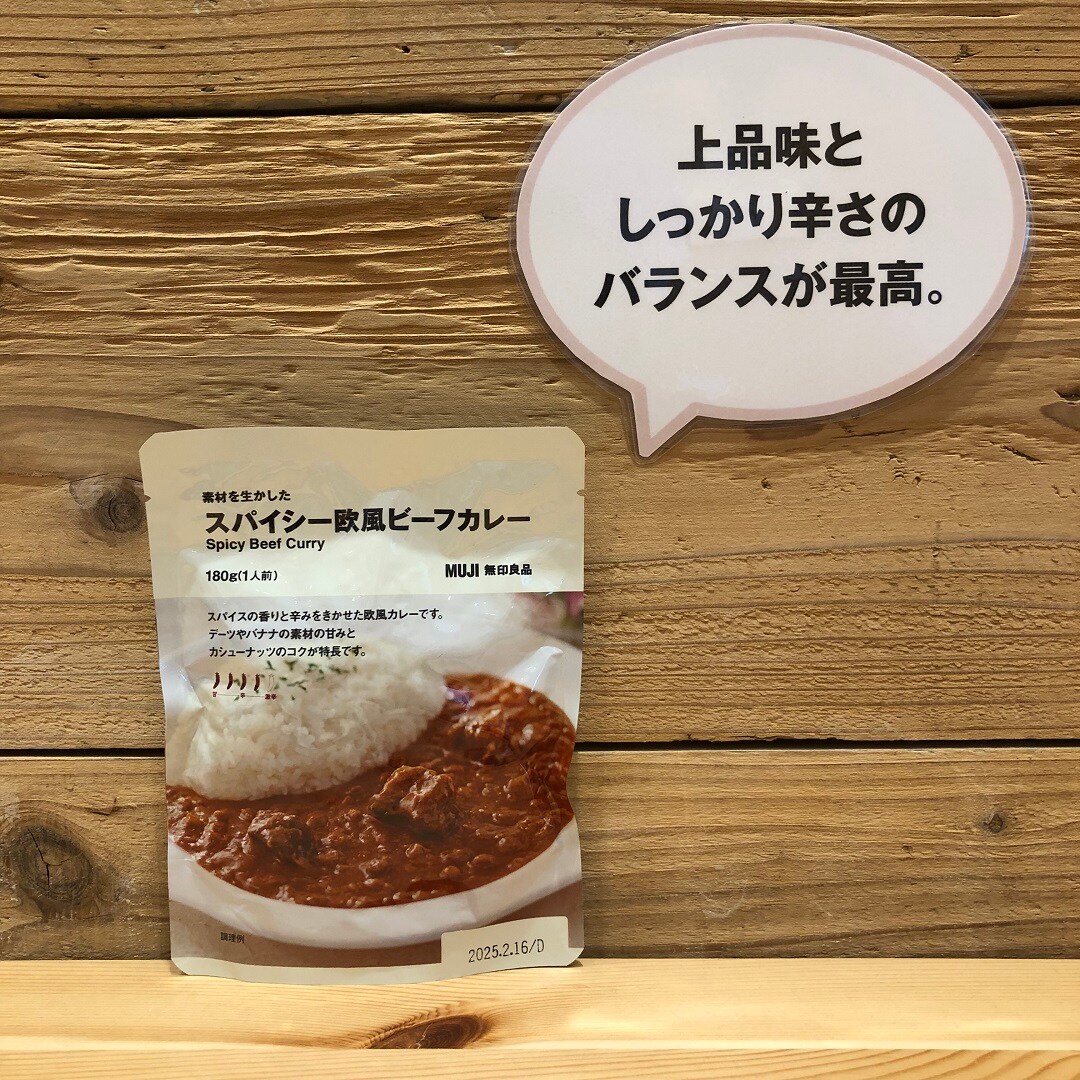 上品味と
しっかり辛さの
バランスが最高。
素材を生かした
スパイシー欧風ビーフカレー
Spicy Beef Curry
180g(1人前)
MUJI 無印良品
スパイスの香りと辛みをきかせた欧風カレーです。
デーツやバナナの素材の甘みと
カシューナッツのコクが特長です。
甘 辛 激辛
調理例
2025.2.16/D